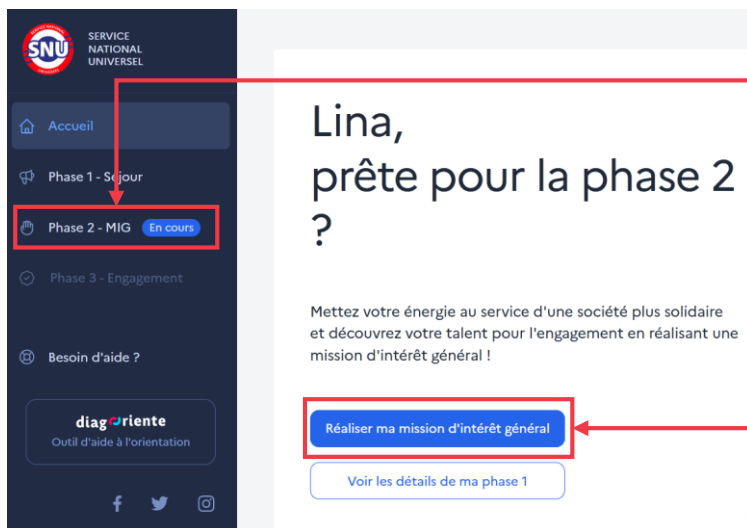 SNU
SERVICE
NATIONAL
UNIVERSEL
Accueil
Phase 1 - Séjour
Phase 2 - MIG En cours
Phase 3 - Engagement
Besoin d'aide ?
diagoriente
Outil d'aide à l'orientation
Lina,
prête pour la phase 2
?
Mettez votre énergie au service d'une société plus solidaire
et découvrez votre talent pour l'engagement en réalisant une
mission d'intérêt général !
Réaliser ma mission d'intérêt général
Voir les détails de ma phase 1